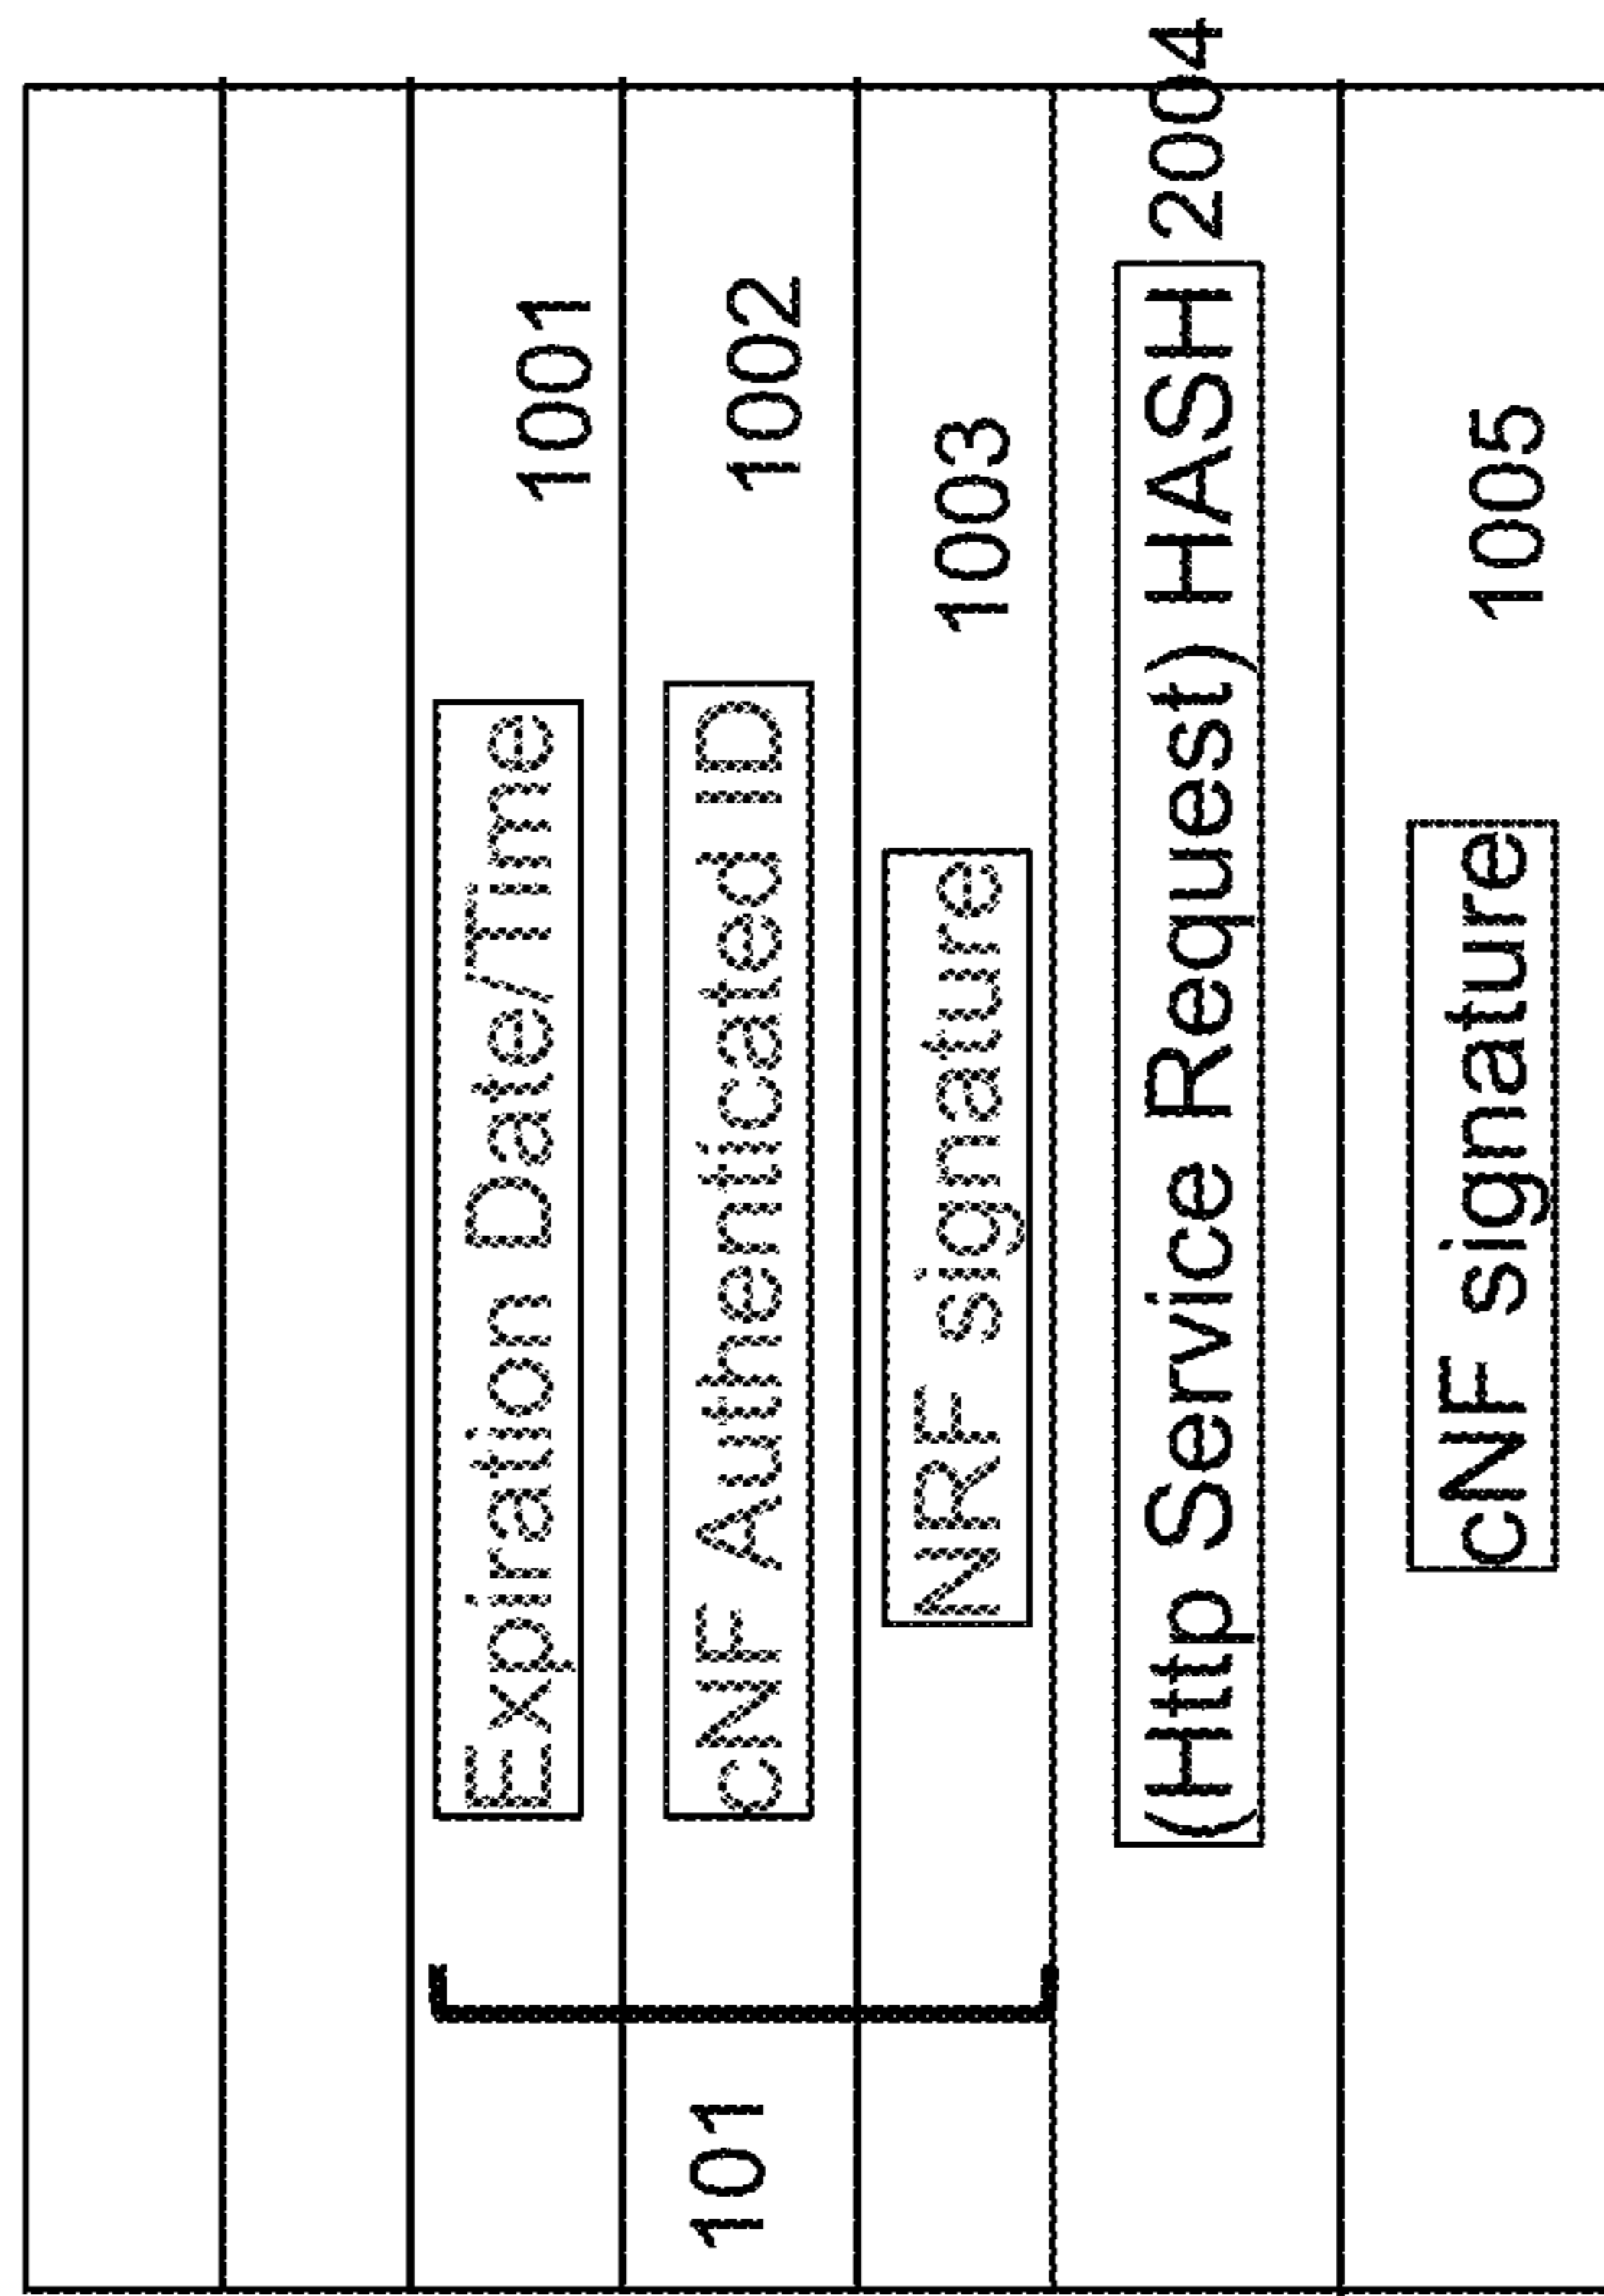 Expiration Date/Time 1001
101 cNF Authenticated ID 1002
NRF signature 1003
(Http Service Request) HASH 2004
cNF signature 1005